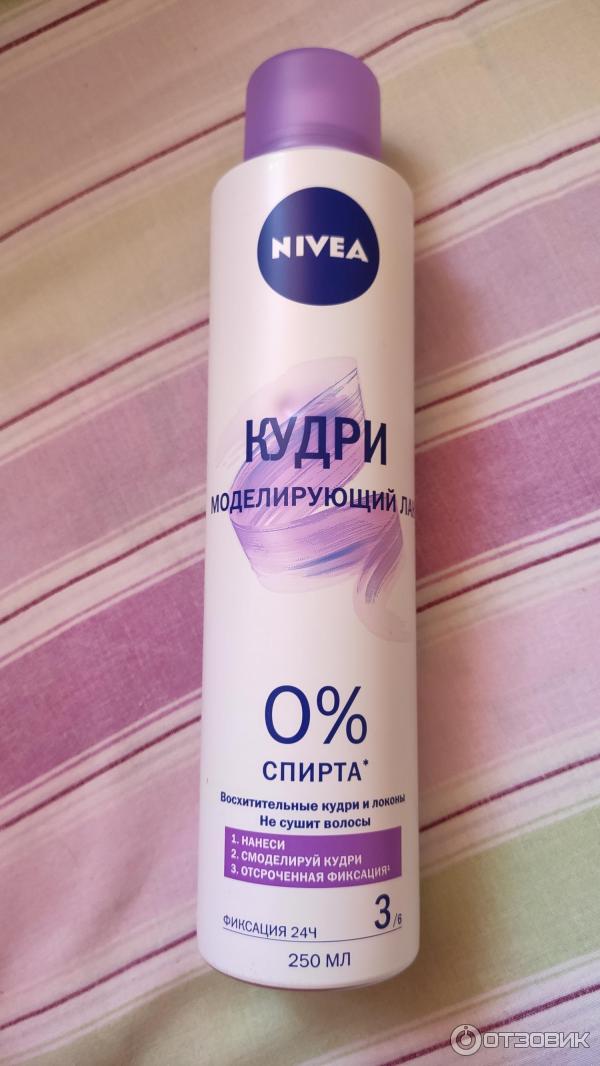 NIVEA
КУДРИ
МОДЕЛИРУЮЩИЙ
0%
СПИРТА*
Восхитительные кудри и локоны
Не сушит волосы
1. НАНЕСИ
2. СМОДЕЛИРУЙ КУДРИ
3. ОТСРОЧЕННАЯ ФИКСАЦИЯ¹
ФИКСАЦИЯ 24Ч 3/6
250 МЛ
ОТЗОВИК